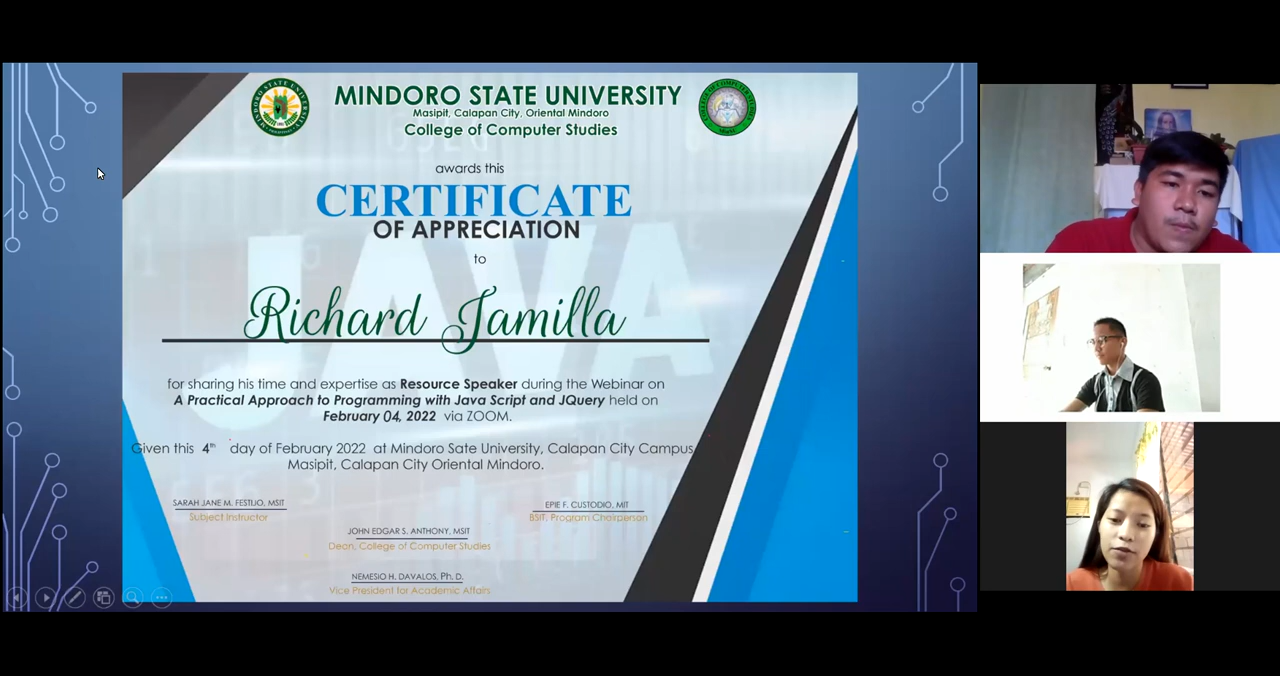 MINDORO STATE UNIVERSITY
Masipit, Calapan City, Oriental Mindoro
College of Computer Studies
awards this
CERTIFICATE
OF APPRECIATION
to
Richard Jamilla
for sharing his time and expertise as Resource Speaker during the Webinar on
A Practical Approach to Programming with Java Script and JQuery held on
February 04, 2022 via ZOOM.
Given this 4th day of February 2022 at Mindoro Sate University, Calapan City Campus
Masipit, Calapan City Oriental Mindoro.
SARAH JANE M. FESTIJO, MSIT
Subject Instructor
EPIE F. CUSTODIO, MIT
BSIT, Program Chairperson
JOHN EDGAR S. ANTHONY, MSIT
Dean, College of Computer Studies
NEMESIO H. DAVALOS, Ph. D.
Vice President for Academic Affairs
JAVA
MINDORO STATE UNIVERSITY